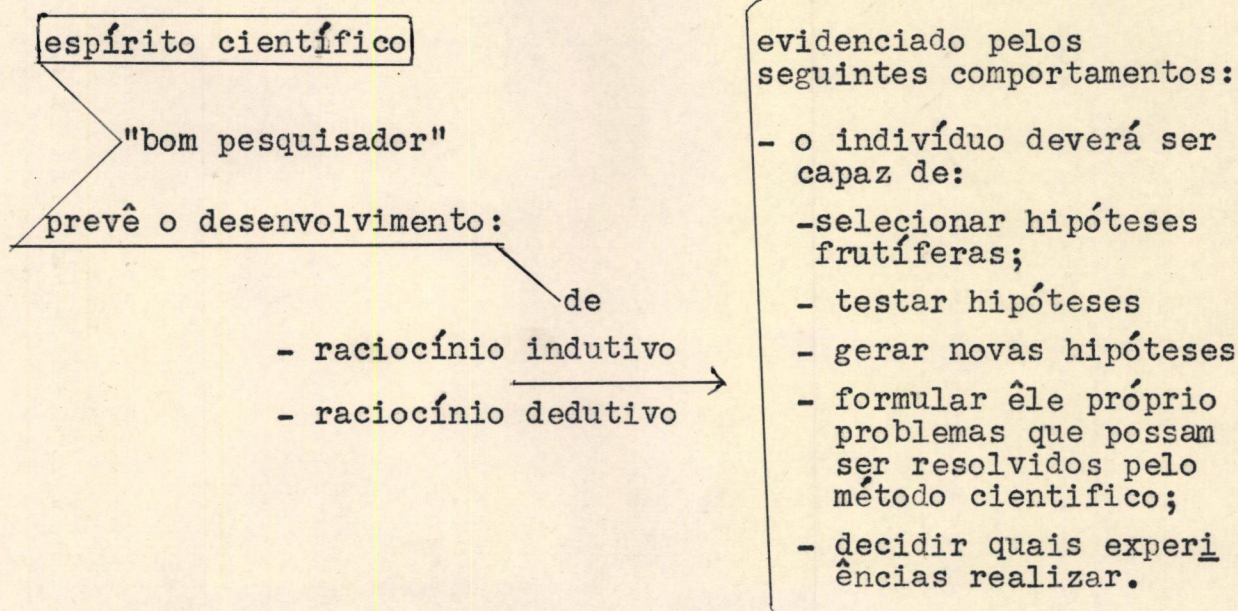 espírito científico
"bom pesquisador"
prevê o desenvolvimento:
de
- raciocínio indutivo
- raciocínio dedutivo
evidenciado pelos
seguintes comportamentos:
- o indivíduo deverá ser
capaz de:
-selecionar hipóteses
frutíferas;
- testar hipóteses
- gerar novas hipóteses
- formular êle próprio
problemas que possam
ser resolvidos pelo
método cientifico;
- decidir quais experi
ências realizar.